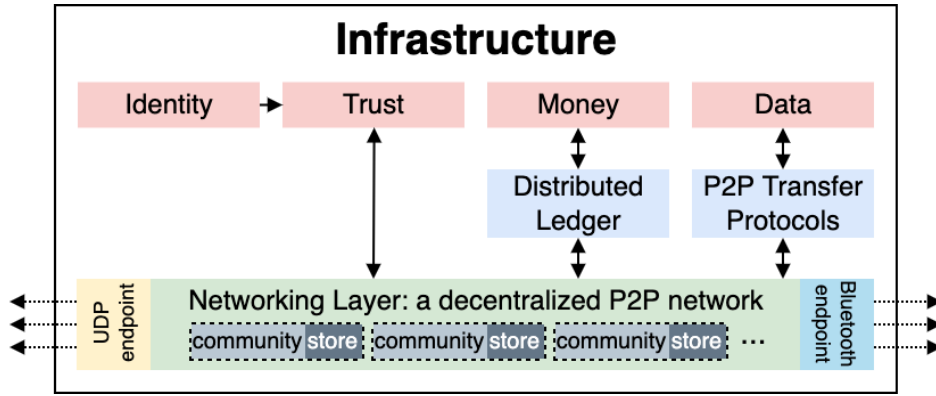 Infrastructure
Identity
Trust
Money
Data
Distributed
Ledger
P2P Transfer
Protocols
UDP
endpoint
Networking Layer: a decentralized P2P network
community store community store community store ...
Bluetooth
endpoint